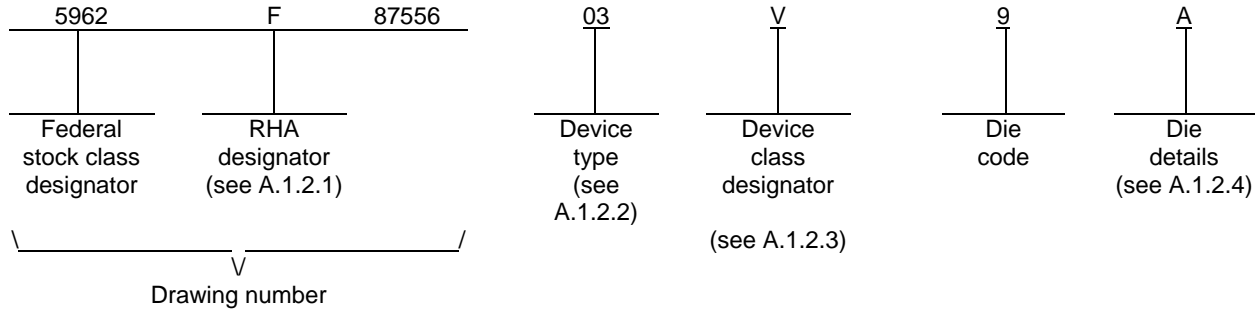 5962 F 87556 03 V 9 A
Federal stock class designator
RHA designator (see A.1.2.1)
Device type (see A.1.2.2)
Device class designator (see A.1.2.3)
Die code
Die details (see A.1.2.4)
\ /
\/
Drawing number